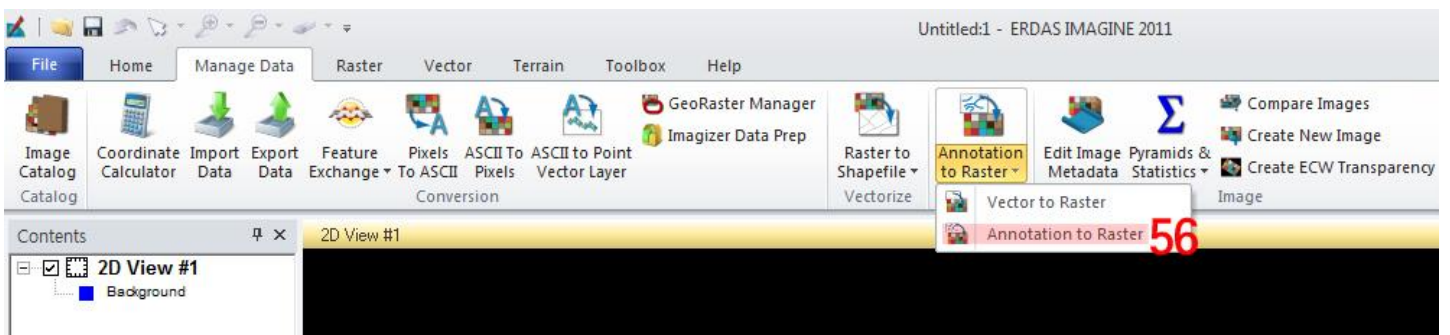 Untitled:1 - ERDAS IMAGINE 2011
File Home Manage Data Raster Vector Terrain Toolbox Help
Image Catalog
Coordinate Calculator
Import Data
Export Data
Feature Exchange
Pixels To ASCII
ASCII To Pixels
ASCII to Point Vector Layer
GeoRaster Manager
Imagizer Data Prep
Raster to Shapefile
Annotation to Raster
Edit Image Metadata
Pyramids & Statistics
Compare Images
Create New Image
Create ECW Transparency
Catalog Conversion Vectorize Image
Vector to Raster
Annotation to Raster 56
Contents
2D View #1
2D View #1
Background